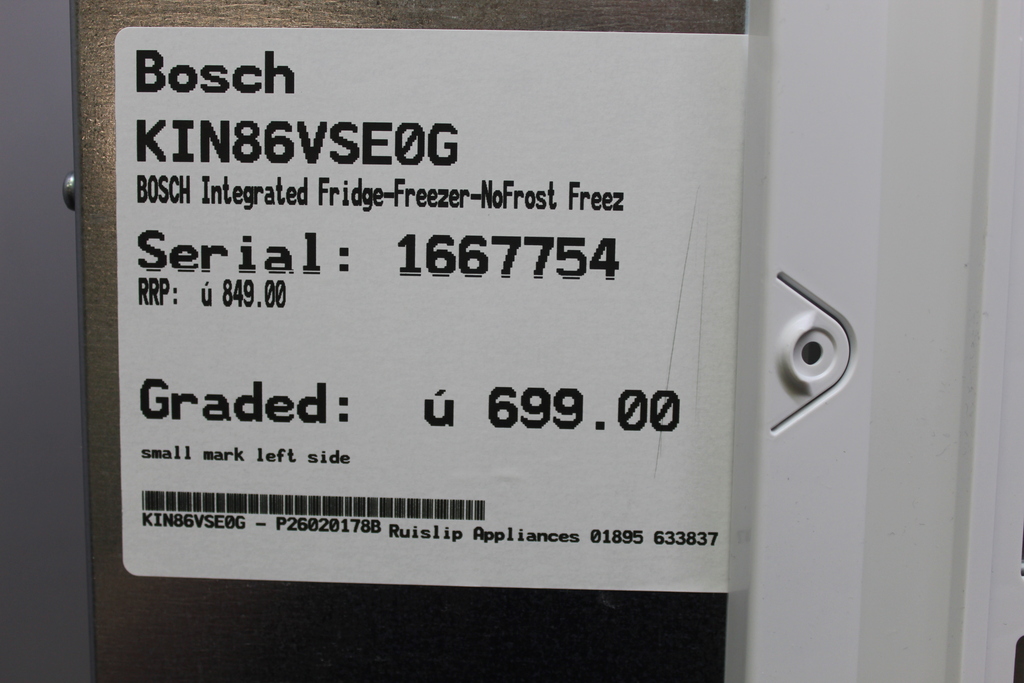 Bosch
KIN86VSE0G
BOSCH Integrated Fridge-Freezer-NoFrost Freez
Serial: 1667754
RRP: ú 849.00
Graded: ú 699.00
small mark left side
KIN86VSE0G - P26020178B Ruislip Appliances 01895 633837